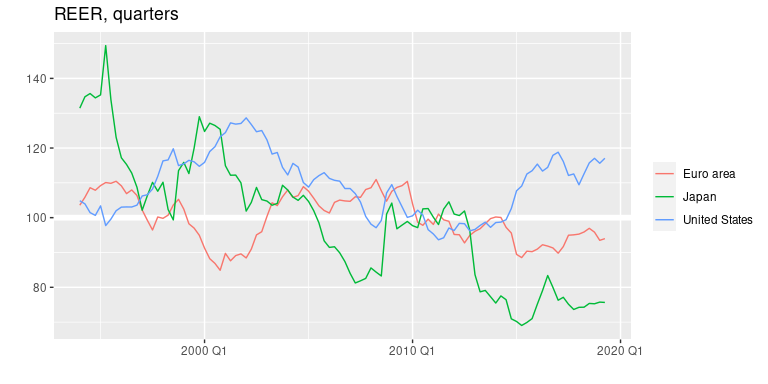 REER, quarters
140
120
100
80
2000 Q1
2010 Q1
2020 Q1
Euro area
Japan
United States